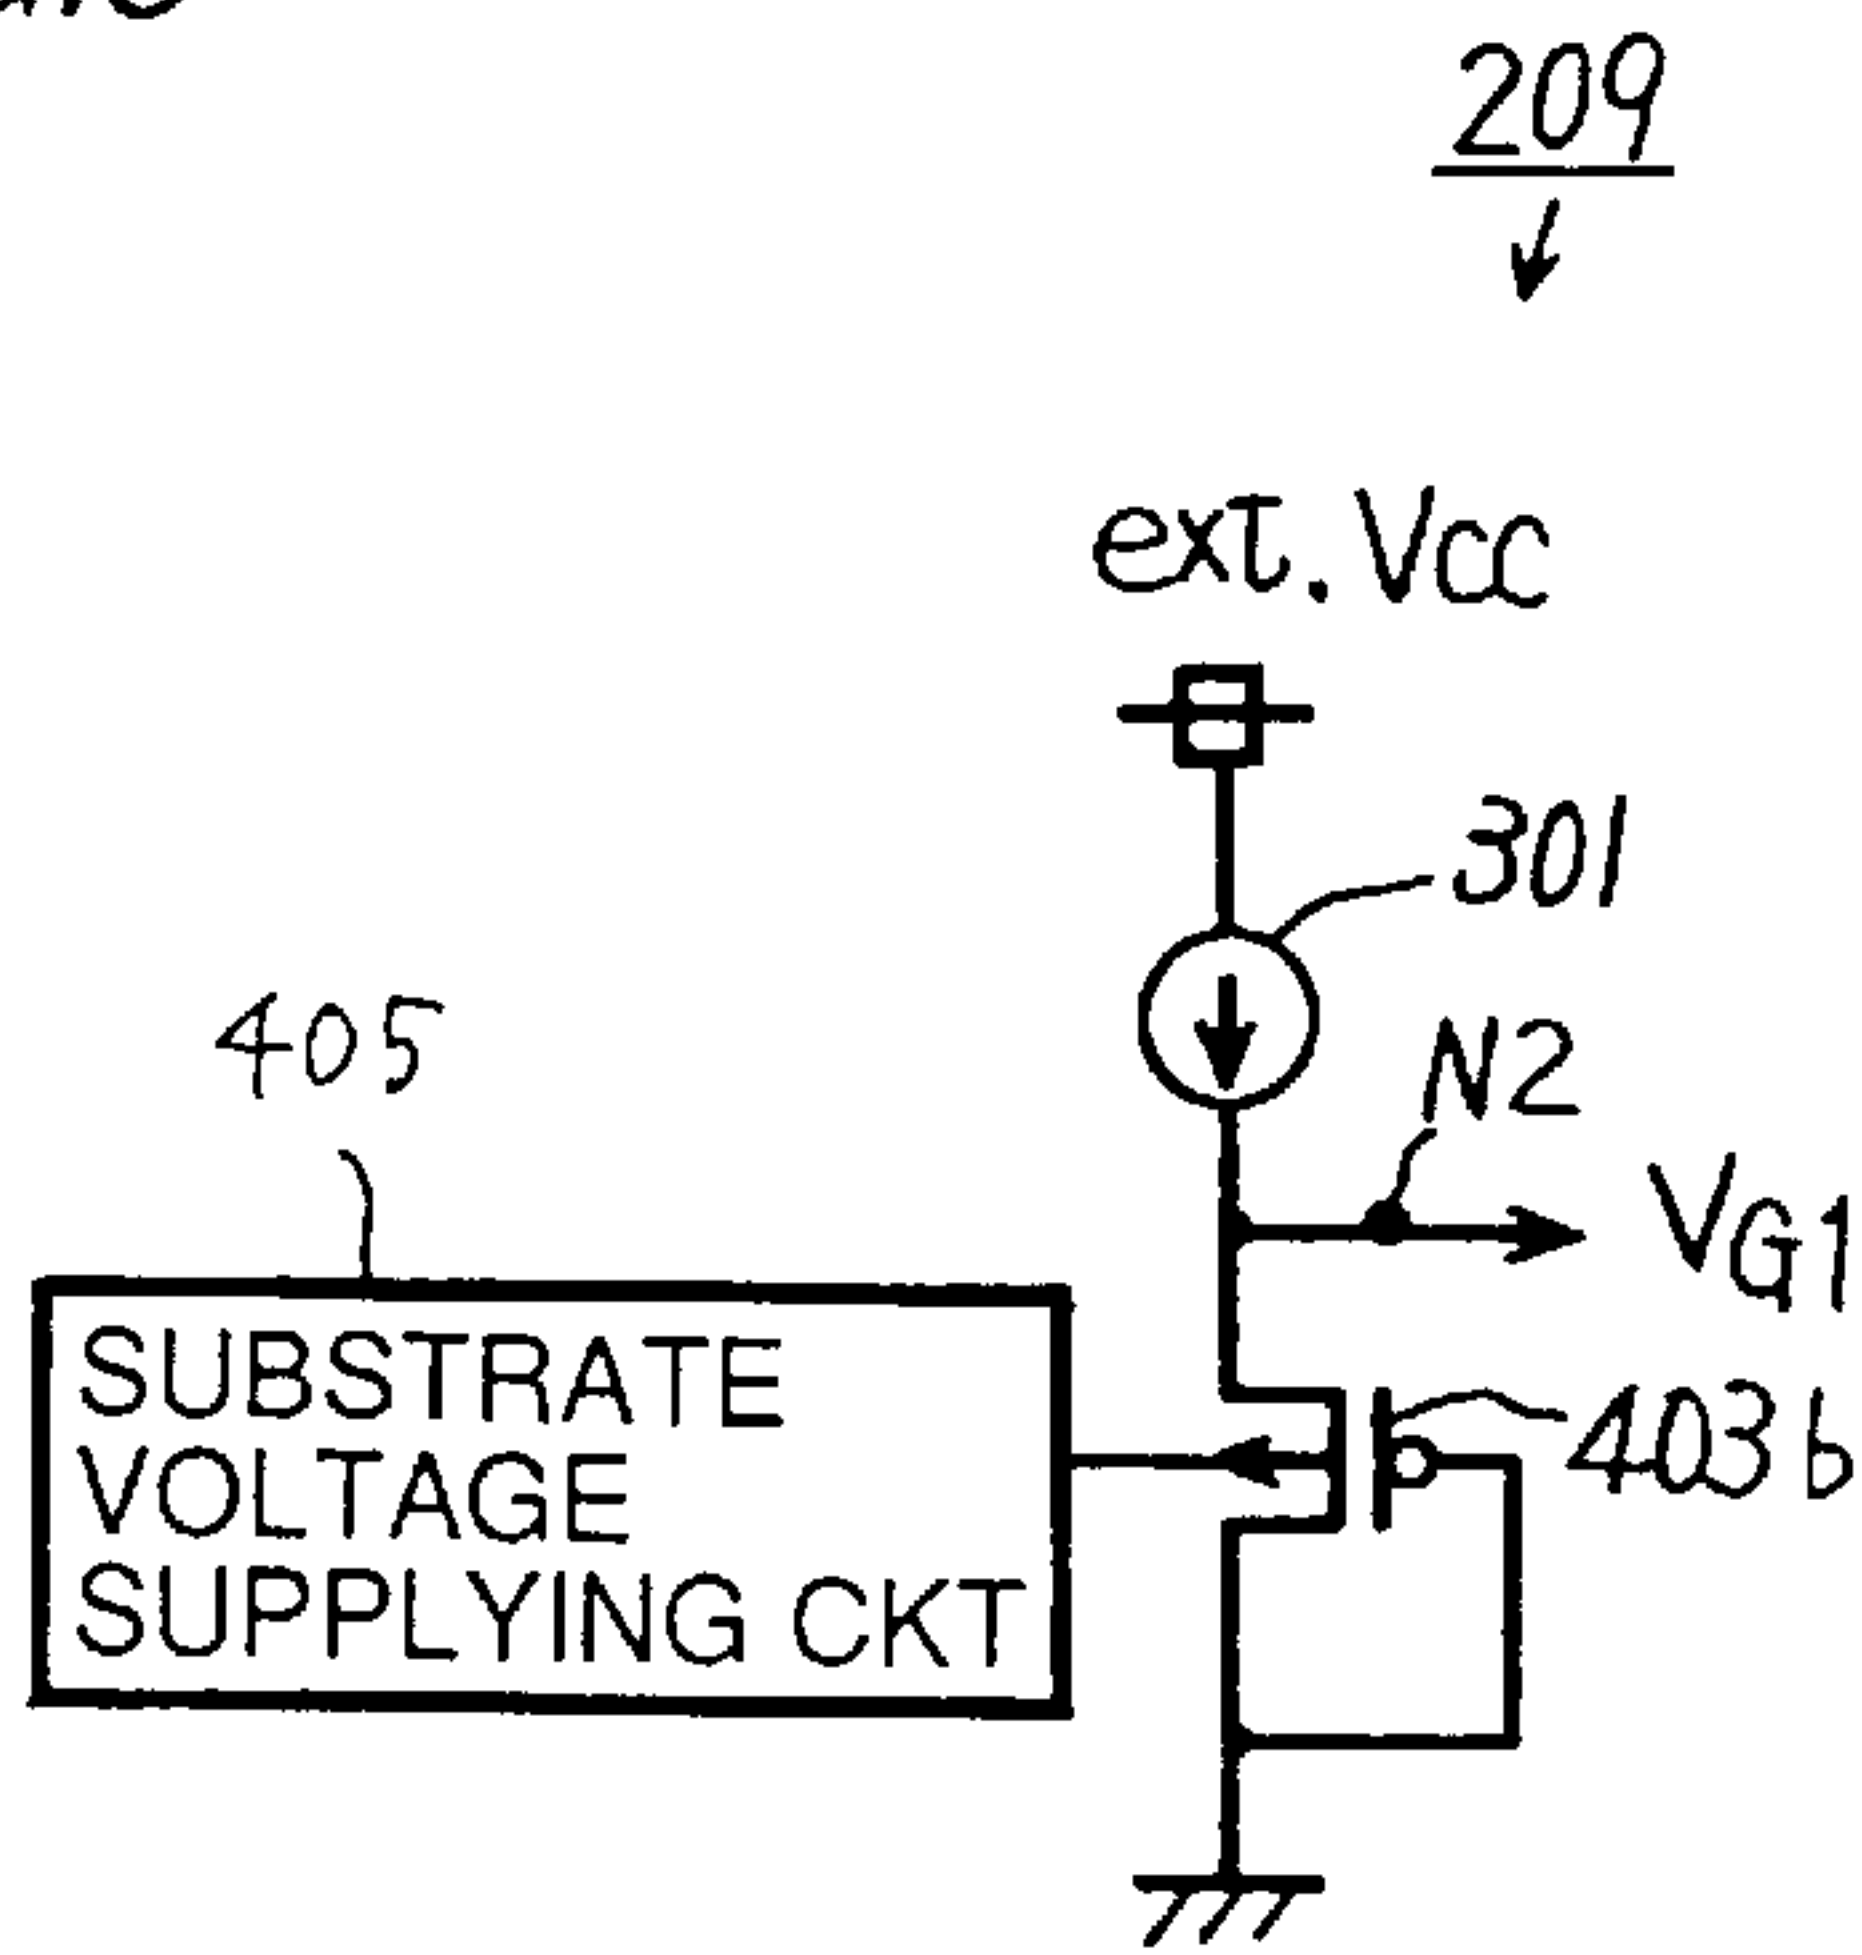 209
ext. Vcc
301
405
N2
VG1
SUBSTRATE
VOLTAGE
SUPPLYING CKT
403b